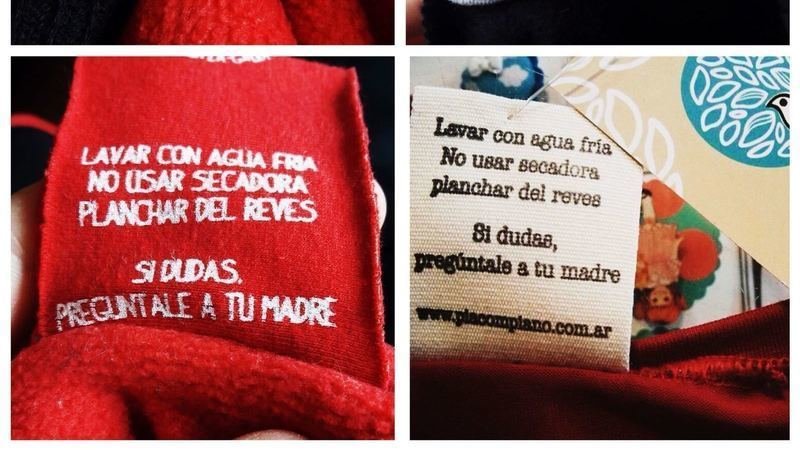 LAVAR CON AGUA FRIA
NO USAR SECADORA
PLANCHAR DEL REVES
SI DUDAS,
PREGUNTALE A TU MADRE
Lavar con agua fría
No usar secadora
planchar del reves
Si dudas,
pregúntale a tu madre
www.piacompiano.com.ar